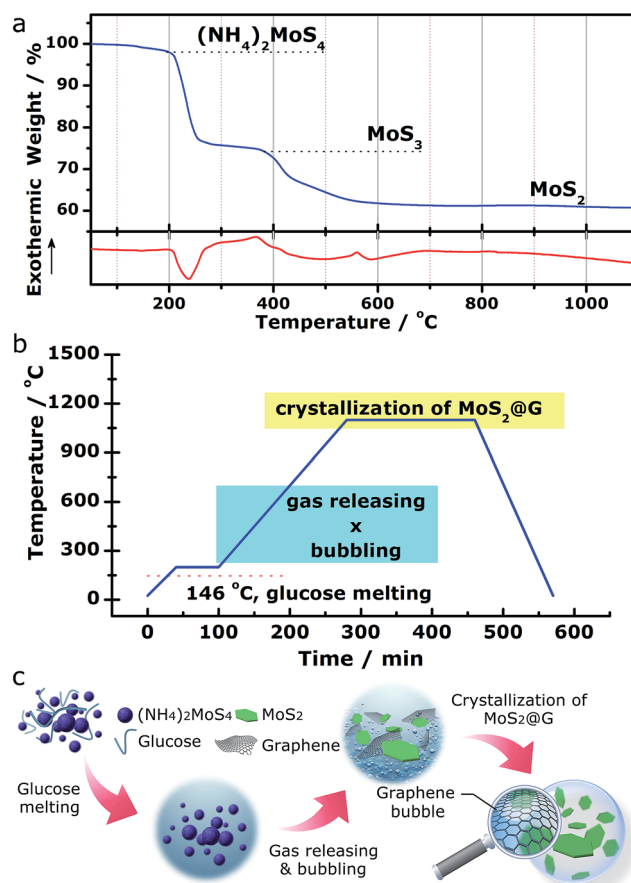 a
Exothermic Weight / %
100
90
80
75
60
(NH₄)₂MoS₄
MoS₃
MoS₂
200
400
600
800
1000
Temperature / °C
b
Temperature / °C
1500
1200
900
600
300
0
crystallization of MoS₂@G
gas releasing
x
bubbling
146 °C, glucose melting
0
100
200
300
400
500
600
Time / min
c
(NH₄)₂MoS₄
MoS₂
Glucose
Graphene
Crystallization of
MoS₂@G
Glucose
melting
Graphene
bubble
Gas releasing
& bubbling